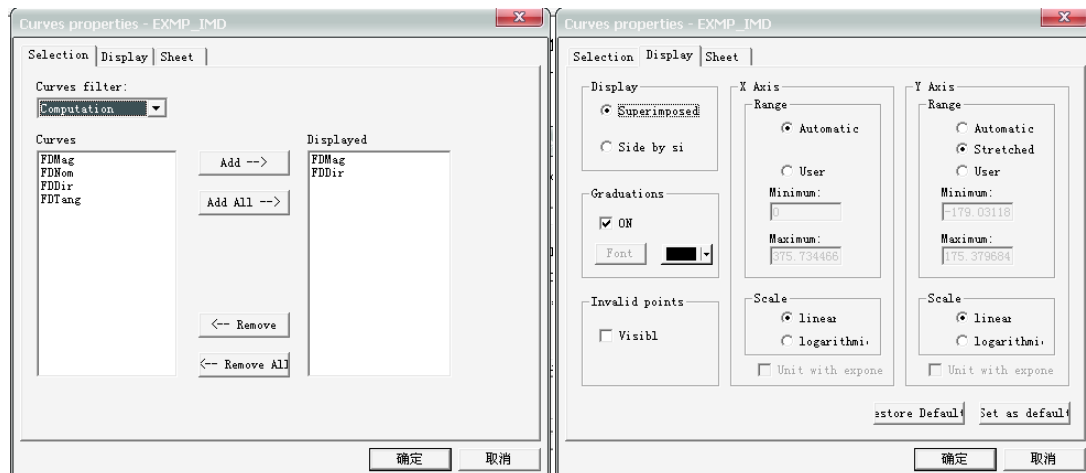 Curves properties - EXMP_IMD
Selection Display Sheet
Curves filter:
Computation
Curves
FDMag
FDNom
FDDir
FDTang
Add -->
Add All -->
<-- Remove
<-- Remove All
Displayed
FDMag
FDDir
确定 取消
Curves properties - EXMP_IMD
Selection Display Sheet
Display
Superimposed
Side by si
Graduations
ON
Font
Invalid points
Visibl
X Axis
Range
Automatic
User
Minimum:
0
Maximum:
375.734466
Scale
linear
logarithmi
Unit with expone
Y Axis
Range
Automatic
Stretched
User
Minimum:
-179.03118
Maximum:
175.379684
Scale
linear
logarithmi
Unit with expone
estore Default Set as default
确定 取消